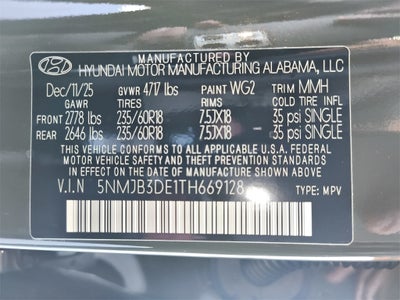 MANUFACTURED BY
HYUNDAI MOTOR MANUFACTURING ALABAMA, LLC
Dec/11/25 GVWR 4717 lbs PAINT WG2 TRIM MMH
GAWR TIRES RIMS COLD INFL
FRONT 2778 lbs 235/60R18 7.5JX18 35 psi SINGLE
REAR 2646 lbs 235/60R18 7.5JX18 35 psi SINGLE
THIS VEHICLE CONFORMS TO ALL APPLICABLE U.S.A. FEDERAL
MOTOR VEHICLE SAFETY, BUMPER, AND THEFT PREVENTION
STANDARDS IN EFFECT ON THE DATE OF MANUFACTURE SHOWN ABOVE.
V.I.N 5NMJB3DE1TH669128 TYPE: MPV